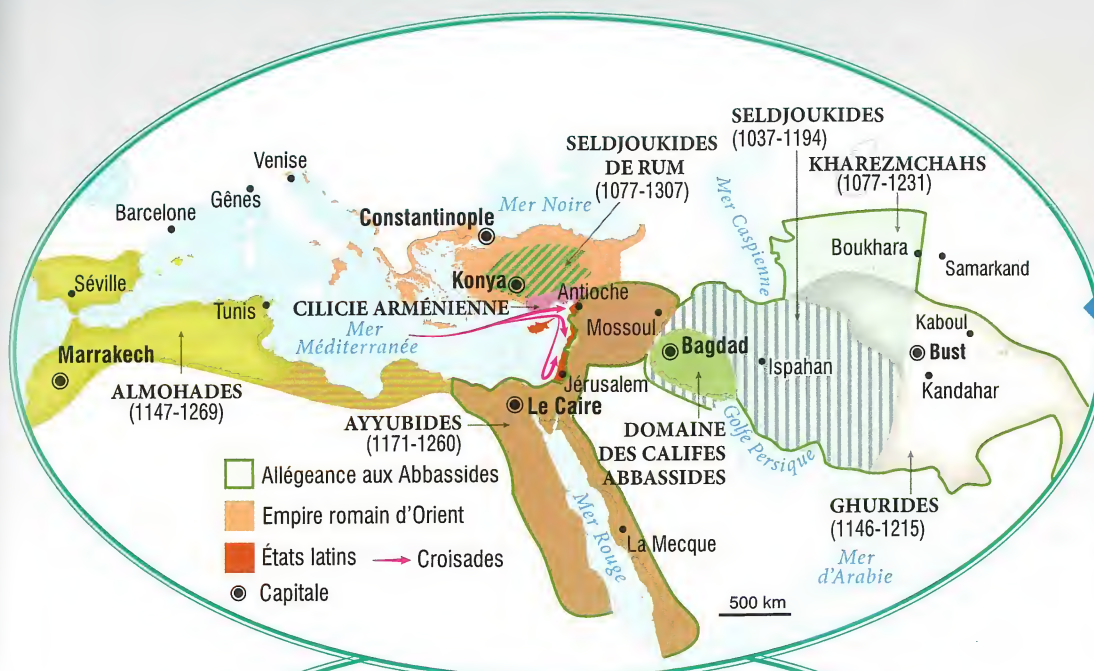 SELDJOUKIDES
(1037-1194)
SELDJOUKIDES
DE RUM
(1077-1307)
KHAREZMCHAHS
(1077-1231)
Venise
Gênes
Barcelone
Constantinople
Mer Noire
Mer Caspienne
Boukhara
Samarkand
Séville
Konya
Tunis
CILICIE ARMÉNIENNE
Antioche
Mer
Méditerranée
Mossoul
Kaboul
Marrakech
Bagdad
Bust
Ispahan
Jérusalem
Kandahar
ALMOHADES
(1147-1269)
Le Caire
AYYUBIDES
(1171-1260)
DOMAINE
DES CALIFES
ABBASSIDES
Golfe Persique
Allégeance aux Abbassides
Empire romain d'Orient
États latins
Croisades
Capitale
Mer Rouge
La Mecque
GHURIDES
(1146-1215)
Mer
d'Arabie
500 km